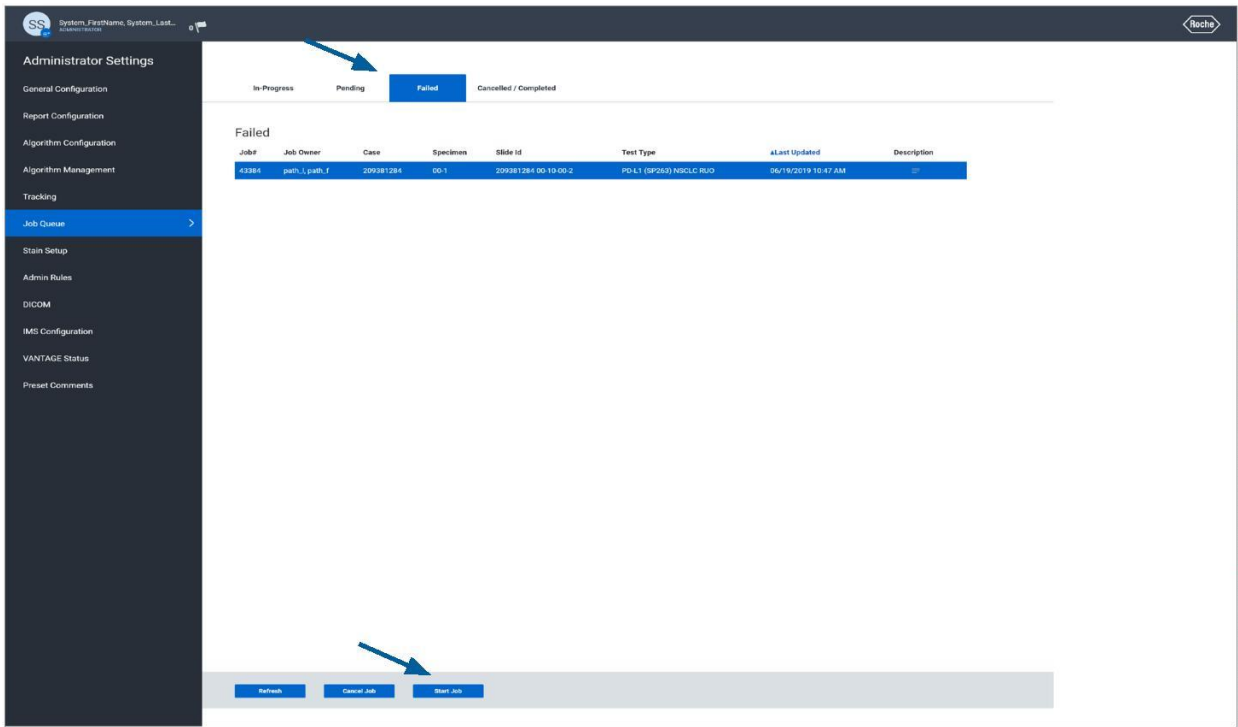 SS
System_FirstName, System_Last...
ADMINISTRATOR
0
Roche
Administrator Settings
General Configuration
Report Configuration
Algorithm Configuration
Algorithm Management
Tracking
Job Queue
Stain Setup
Admin Rules
DICOM
IMS Configuration
VANTAGE Status
Preset Comments
In-Progress Pending Failed Cancelled / Completed
Failed
Job# Job Owner Case Specimen Slide Id Test Type ▲Last Updated Description
43384 path_l, path_f 209381284 00-1 209381284 00-10-00-2 PD-L1 (SP263) NSCLC RUO 06/19/2019 10:47 AM
Refresh Cancel Job Start Job